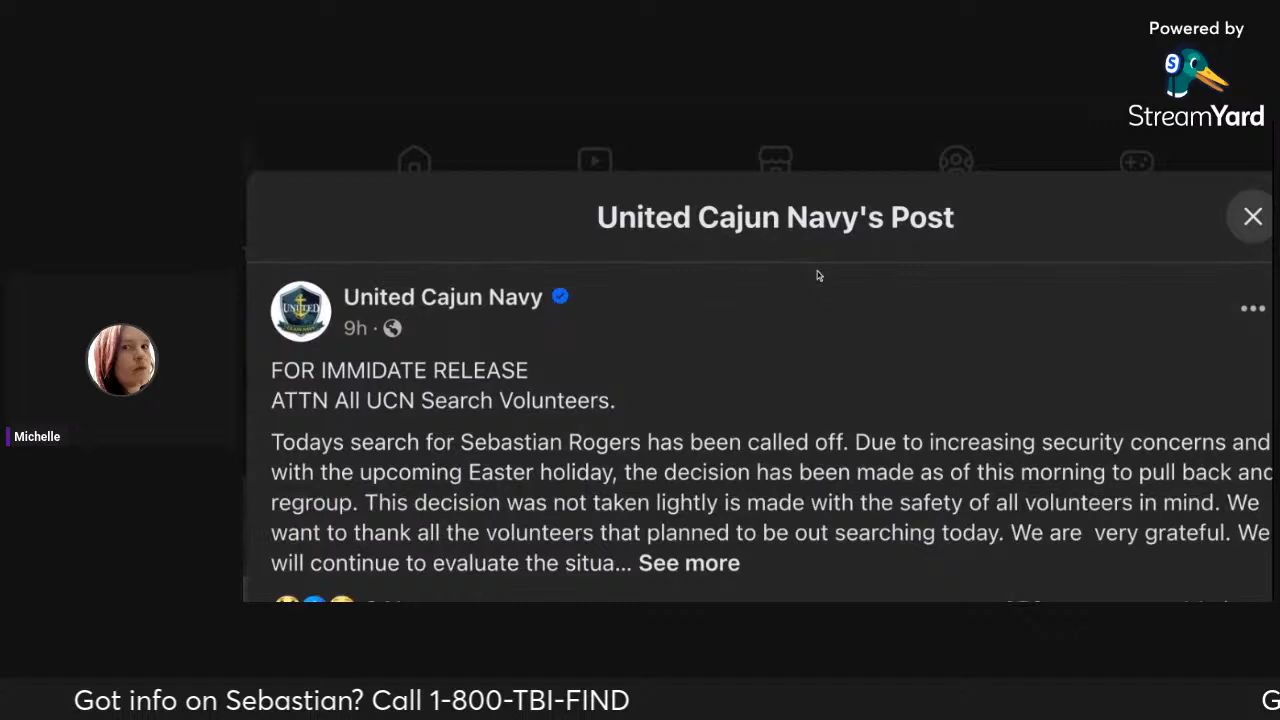 Powered by
S
StreamYard
United Cajun Navy's Post
UNITED
United Cajun Navy
9h ·
FOR IMMIDATE RELEASE
ATTN All UCN Search Volunteers.
Todays search for Sebastian Rogers has been called off. Due to increasing security concerns and
with the upcoming Easter holiday, the decision has been made as of this morning to pull back and
regroup. This decision was not taken lightly is made with the safety of all volunteers in mind. We
want to thank all the volunteers that planned to be out searching today. We are very grateful. We
will continue to evaluate the situa... See more
Michelle
Got info on Sebastian? Call 1-800-TBI-FIND
G